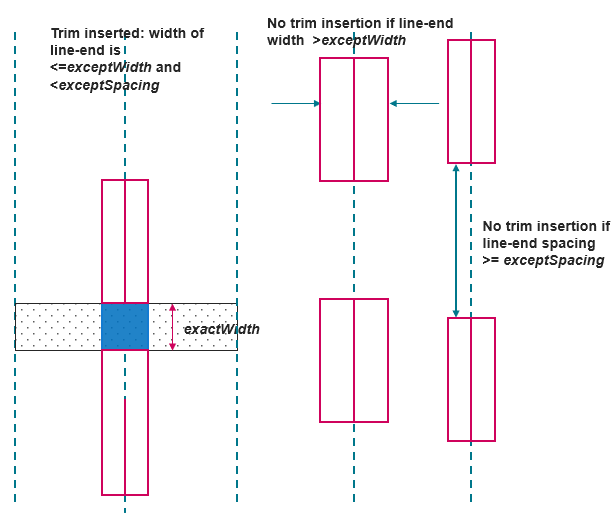 Trim inserted: width of
line-end is
<=exceptWidth and
<exceptSpacing
No trim insertion if line-end
width >exceptWidth
No trim insertion if
line-end spacing
>= exceptSpacing
exactWidth